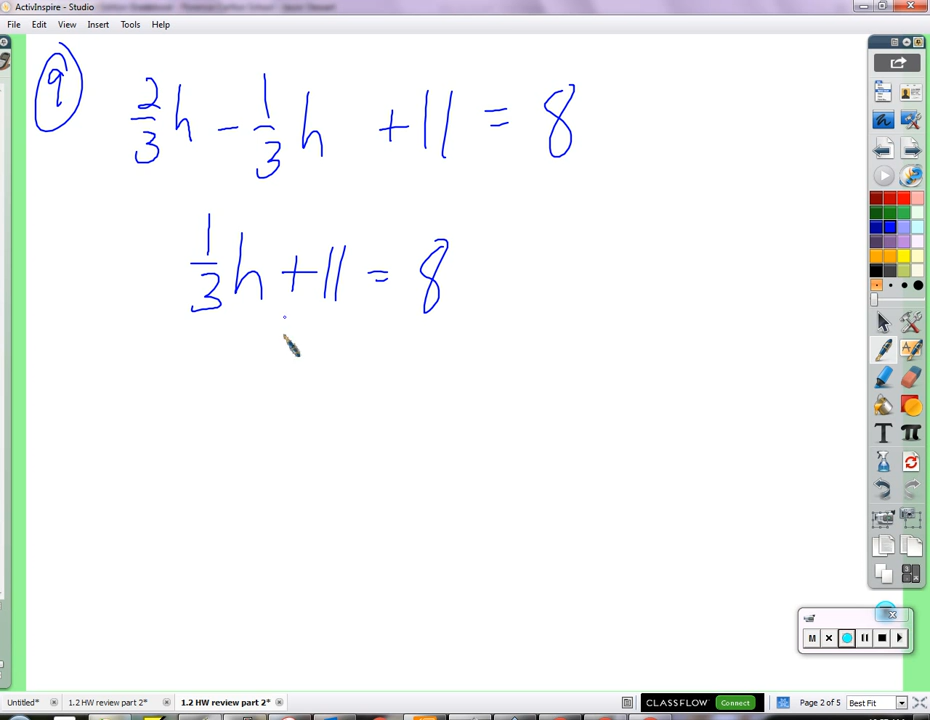 ActivInspire - Studio
File Edit View Insert Tools Help
9
2/3 h - 1/3 h + 11 = 8
1/3 h + 11 = 8
T π
M
Untitled* 1.2 HW review part 2* 1.2 HW review part 2*
CLASSFLOW Connect Page 2 of 5 Best Fit